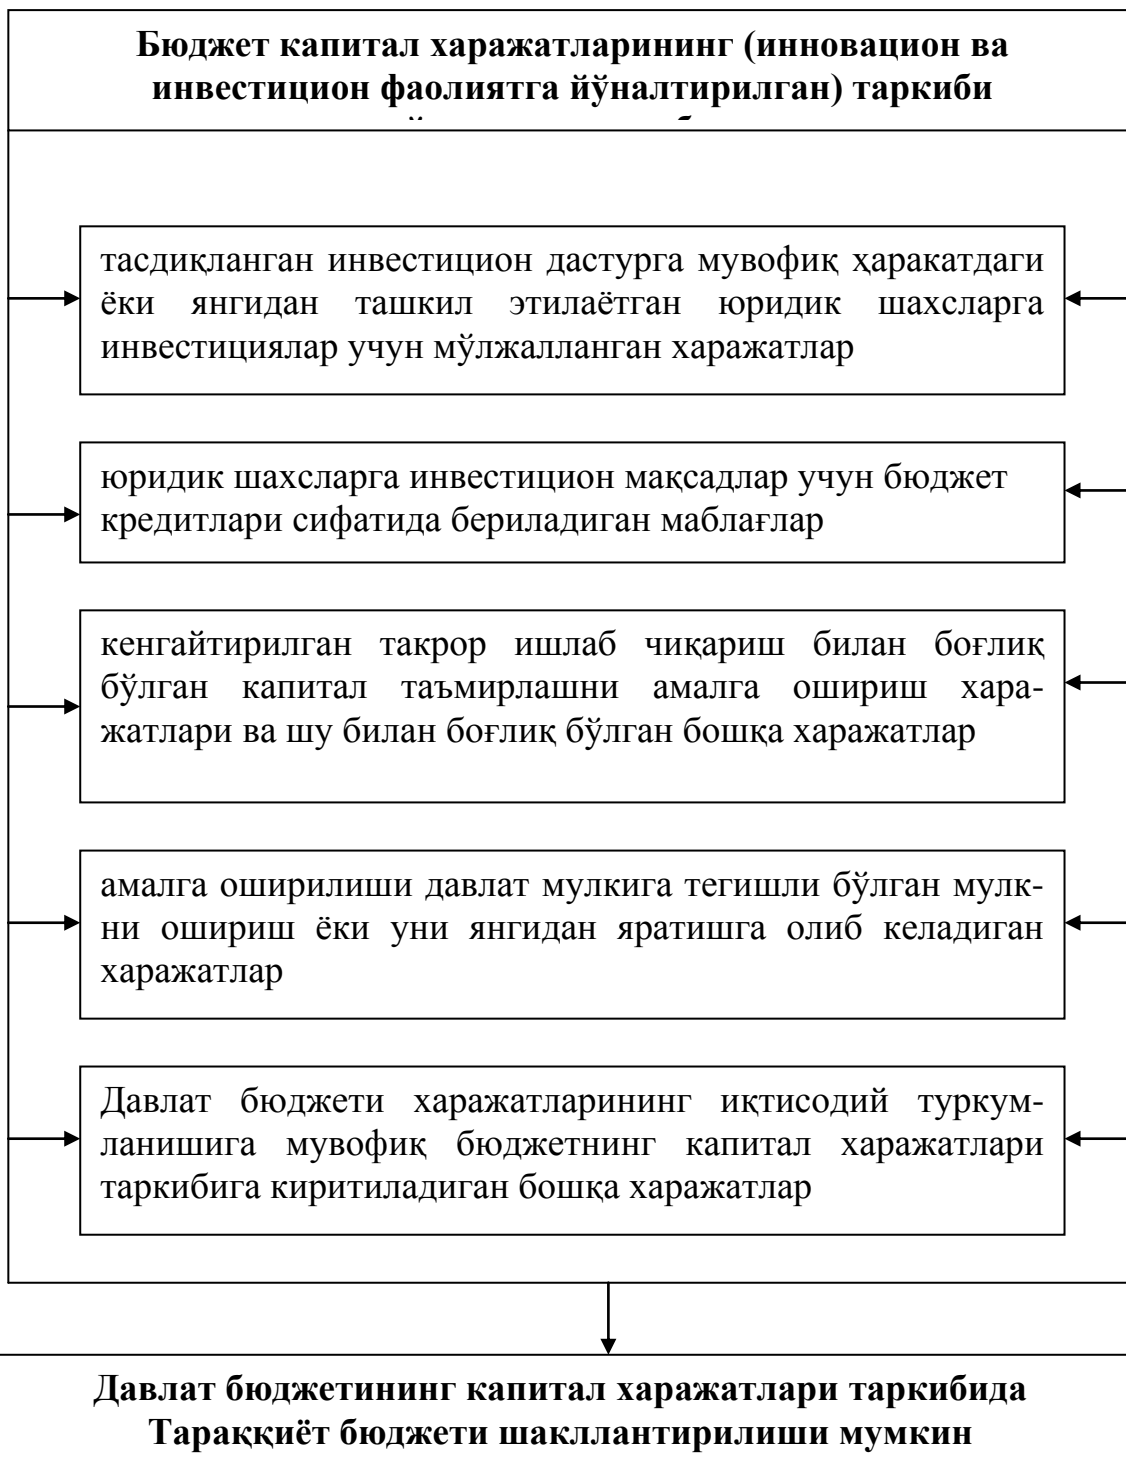 Бюджет капитал харажатларининг (инновацион ва
инвестицион фаолиятга йўналтирилган) таркиби
тасдиқланган инвестицион дастурга мувофиқ ҳаракатдаги
ёки янгидан ташкил этилаётган юридик шахсларга
инвестициялар учун мўлжалланган харажатлар
юридик шахсларга инвестицион мақсадлар учун бюджет
кредитлари сифатида бериладиган маблағлар
кенгайтирилган такрор ишлаб чиқариш билан боғлиқ
бўлган капитал таъмирлашни амалга ошириш хара-
жатлари ва шу билан боғлиқ бўлган бошқа харажатлар
амалга оширилиши давлат мулкига тегишли бўлган мулк-
ни ошириш ёки уни янгидан яратишга олиб келадиган
харажатлар
Давлат бюджети харажатларининг иқтисодий туркум-
ланишига мувофиқ бюджетнинг капитал харажатлари
таркибига киритиладиган бошқа харажатлар
Давлат бюджетининг капитал харажатлари таркибида
Тараққиёт бюджети шакллантирилиши мумкин